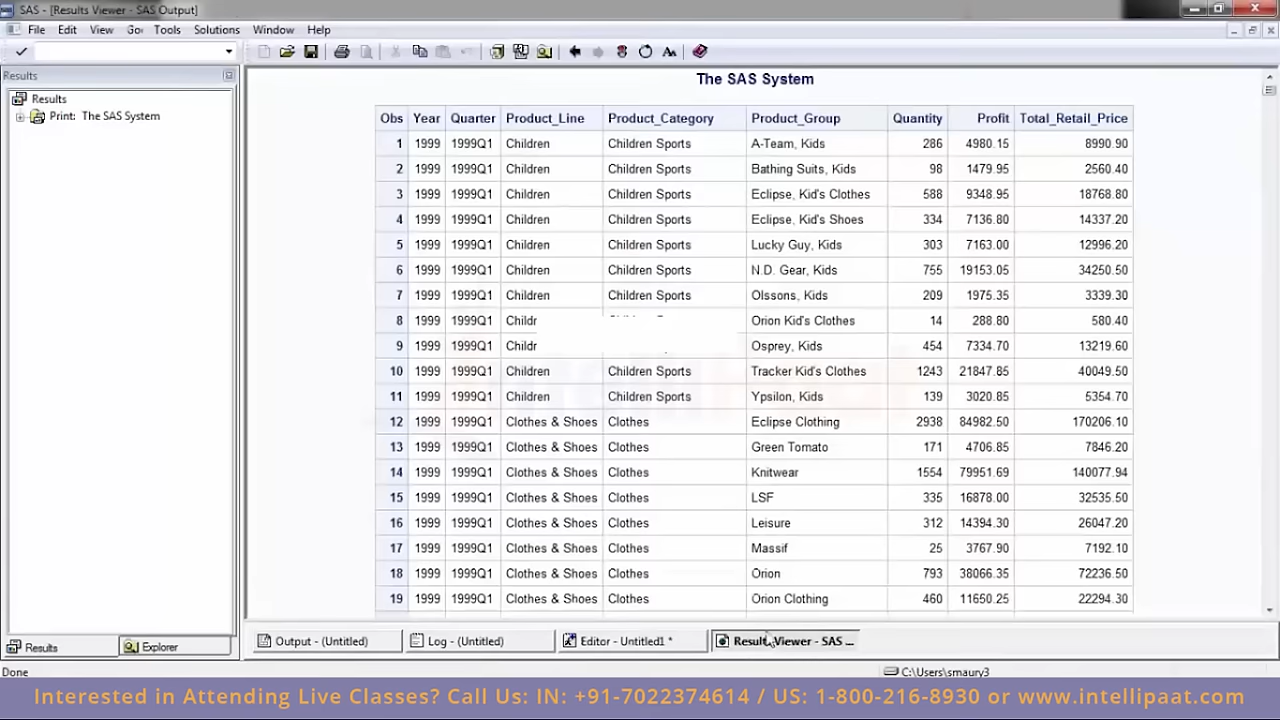 SAS - [Results Viewer - SAS Output]
File Edit View Go Tools Solutions Window Help
Results
Results
Print: The SAS System
The SAS System
Obs Year Quarter Product_Line Product_Category Product_Group Quantity Profit Total_Retail_Price
1 1999 1999Q1 Children Children Sports A-Team, Kids 286 4980.15 8990.90
2 1999 1999Q1 Children Children Sports Bathing Suits, Kids 98 1479.95 2560.40
3 1999 1999Q1 Children Children Sports Eclipse, Kid's Clothes 588 9348.95 18768.80
4 1999 1999Q1 Children Children Sports Eclipse, Kid's Shoes 334 7136.80 14337.20
5 1999 1999Q1 Children Children Sports Lucky Guy, Kids 303 7163.00 12996.20
6 1999 1999Q1 Children Children Sports N.D. Gear, Kids 755 19153.05 34250.50
7 1999 1999Q1 Children Children Sports Olssons, Kids 209 1975.35 3339.30
8 1999 1999Q1 Childr Orion Kid's Clothes 14 288.80 580.40
9 1999 1999Q1 Childr Osprey, Kids 454 7334.70 13219.60
10 1999 1999Q1 Children Children Sports Tracker Kid's Clothes 1243 21847.85 40049.50
11 1999 1999Q1 Children Children Sports Ypsilon, Kids 139 3020.85 5354.70
12 1999 1999Q1 Clothes & Shoes Clothes Eclipse Clothing 2938 84982.50 170206.10
13 1999 1999Q1 Clothes & Shoes Clothes Green Tomato 171 4706.85 7846.20
14 1999 1999Q1 Clothes & Shoes Clothes Knitwear 1554 79951.69 140077.94
15 1999 1999Q1 Clothes & Shoes Clothes LSF 335 16878.00 32535.50
16 1999 1999Q1 Clothes & Shoes Clothes Leisure 312 14394.30 26047.20
17 1999 1999Q1 Clothes & Shoes Clothes Massif 25 3767.90 7192.10
18 1999 1999Q1 Clothes & Shoes Clothes Orion 793 38066.35 72236.50
19 1999 1999Q1 Clothes & Shoes Clothes Orion Clothing 460 11650.25 22294.30
Results Explorer
Output - (Untitled) Log - (Untitled) Editor - Untitled1 * Results Viewer - SAS ...
Done C:\Users\smaury3
Interested in Attending Live Classes? Call Us: IN: +91-7022374614 / US: 1-800-216-8930 or www.intellipaat.com